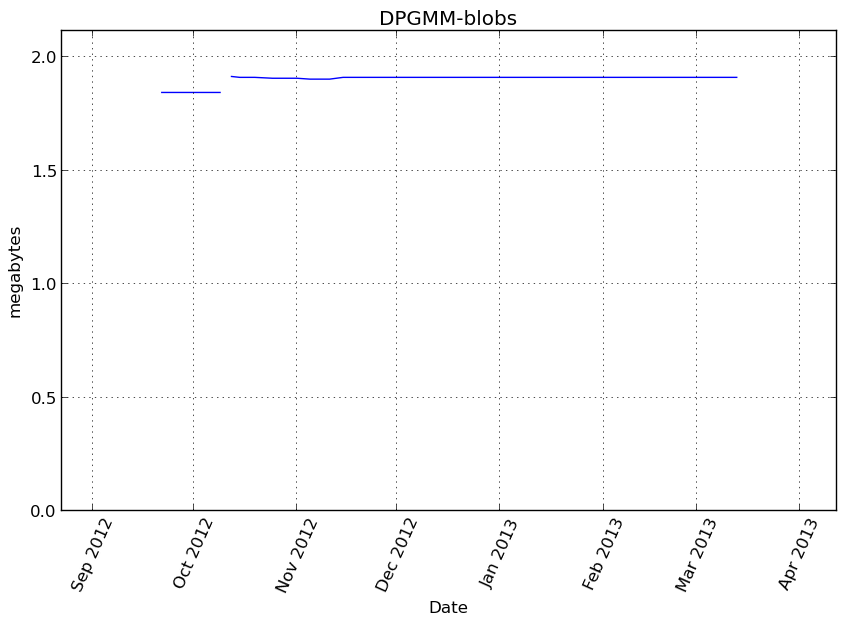 DPGMM-blobs
2.0
1.5
1.0
0.5
0.0
megabytes
Sep 2012
Oct 2012
Nov 2012
Dec 2012
Jan 2013
Feb 2013
Mar 2013
Apr 2013
Date